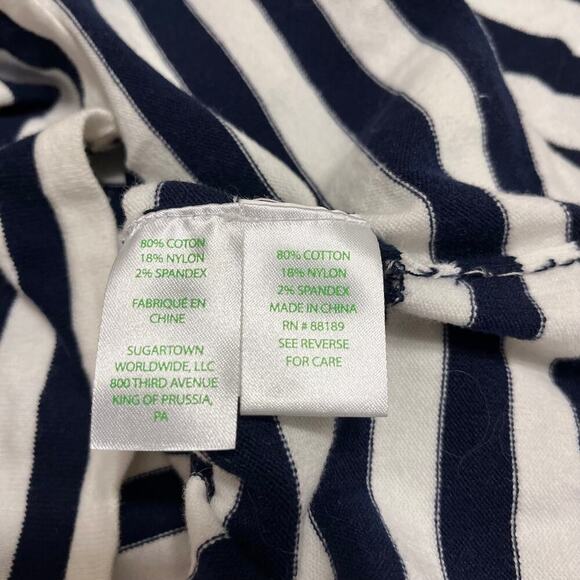 80% COTON
18% NYLON
2% SPANDEX
FABRIQUÉ EN
CHINE
SUGARTOWN
WORLDWIDE, LLC
800 THIRD AVENUE
KING OF PRUSSIA,
PA
80% COTTON
18% NYLON
2% SPANDEX
MADE IN CHINA
RN # 88189
SEE REVERSE
FOR CARE